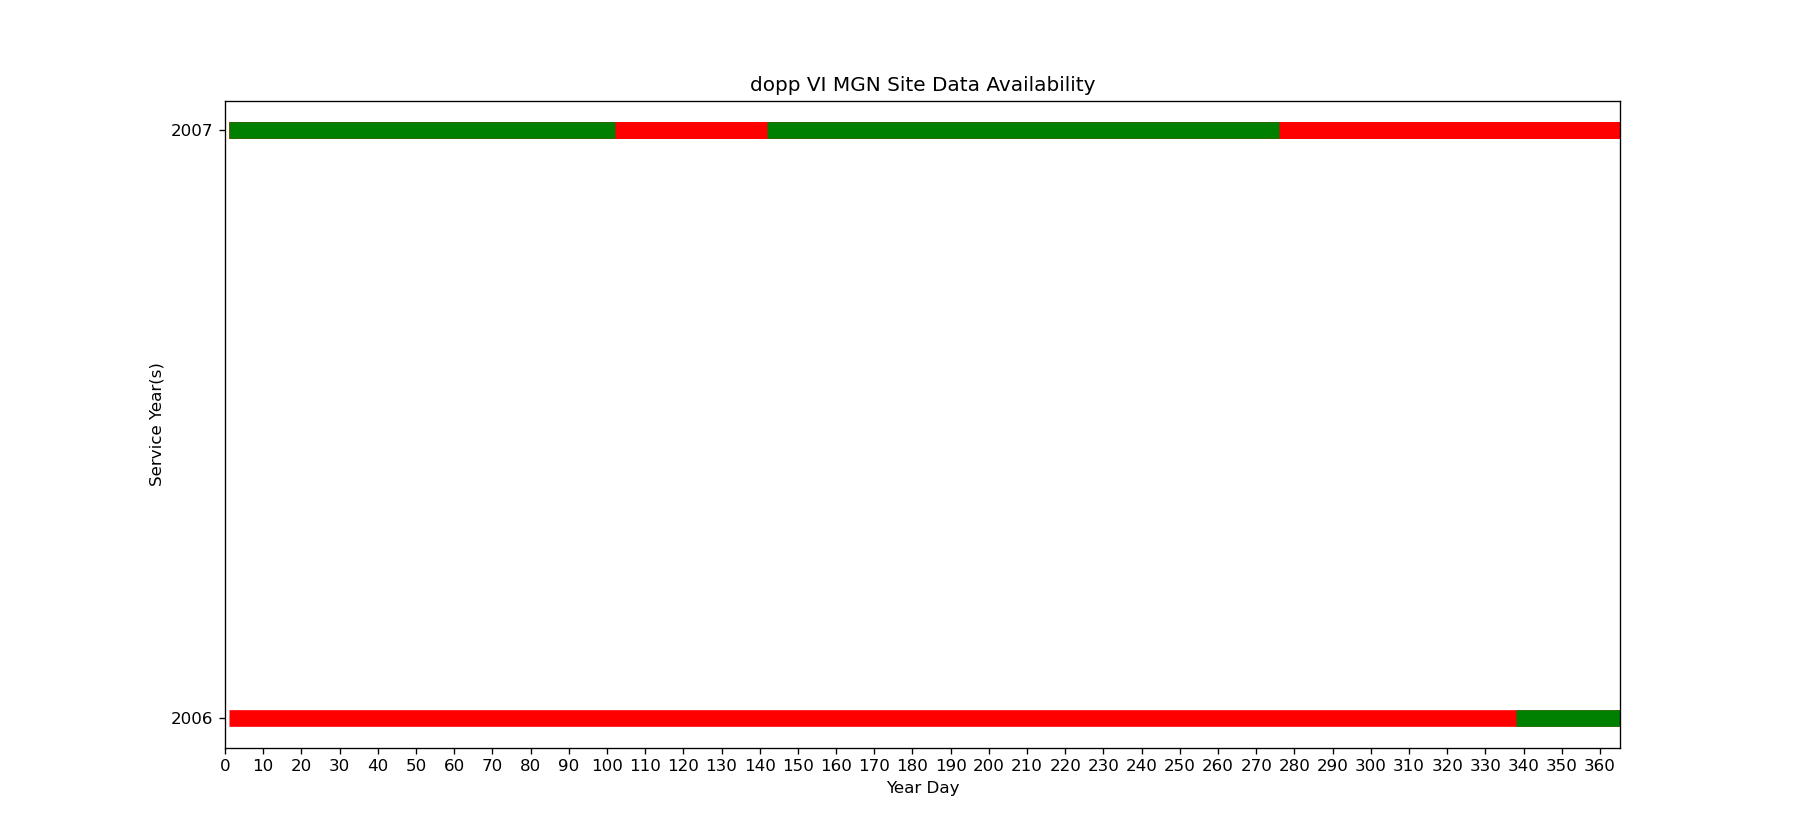 dopp VI MGN Site Data Availability
2007
Service Year(s)
2006
0 10 20 30 40 50 60 70 80 90 100 110 120 130 140 150 160 170 180 190 200 210 220 230 240 250 260 270 280 290 300 310 320 330 340 350 360
Year Day